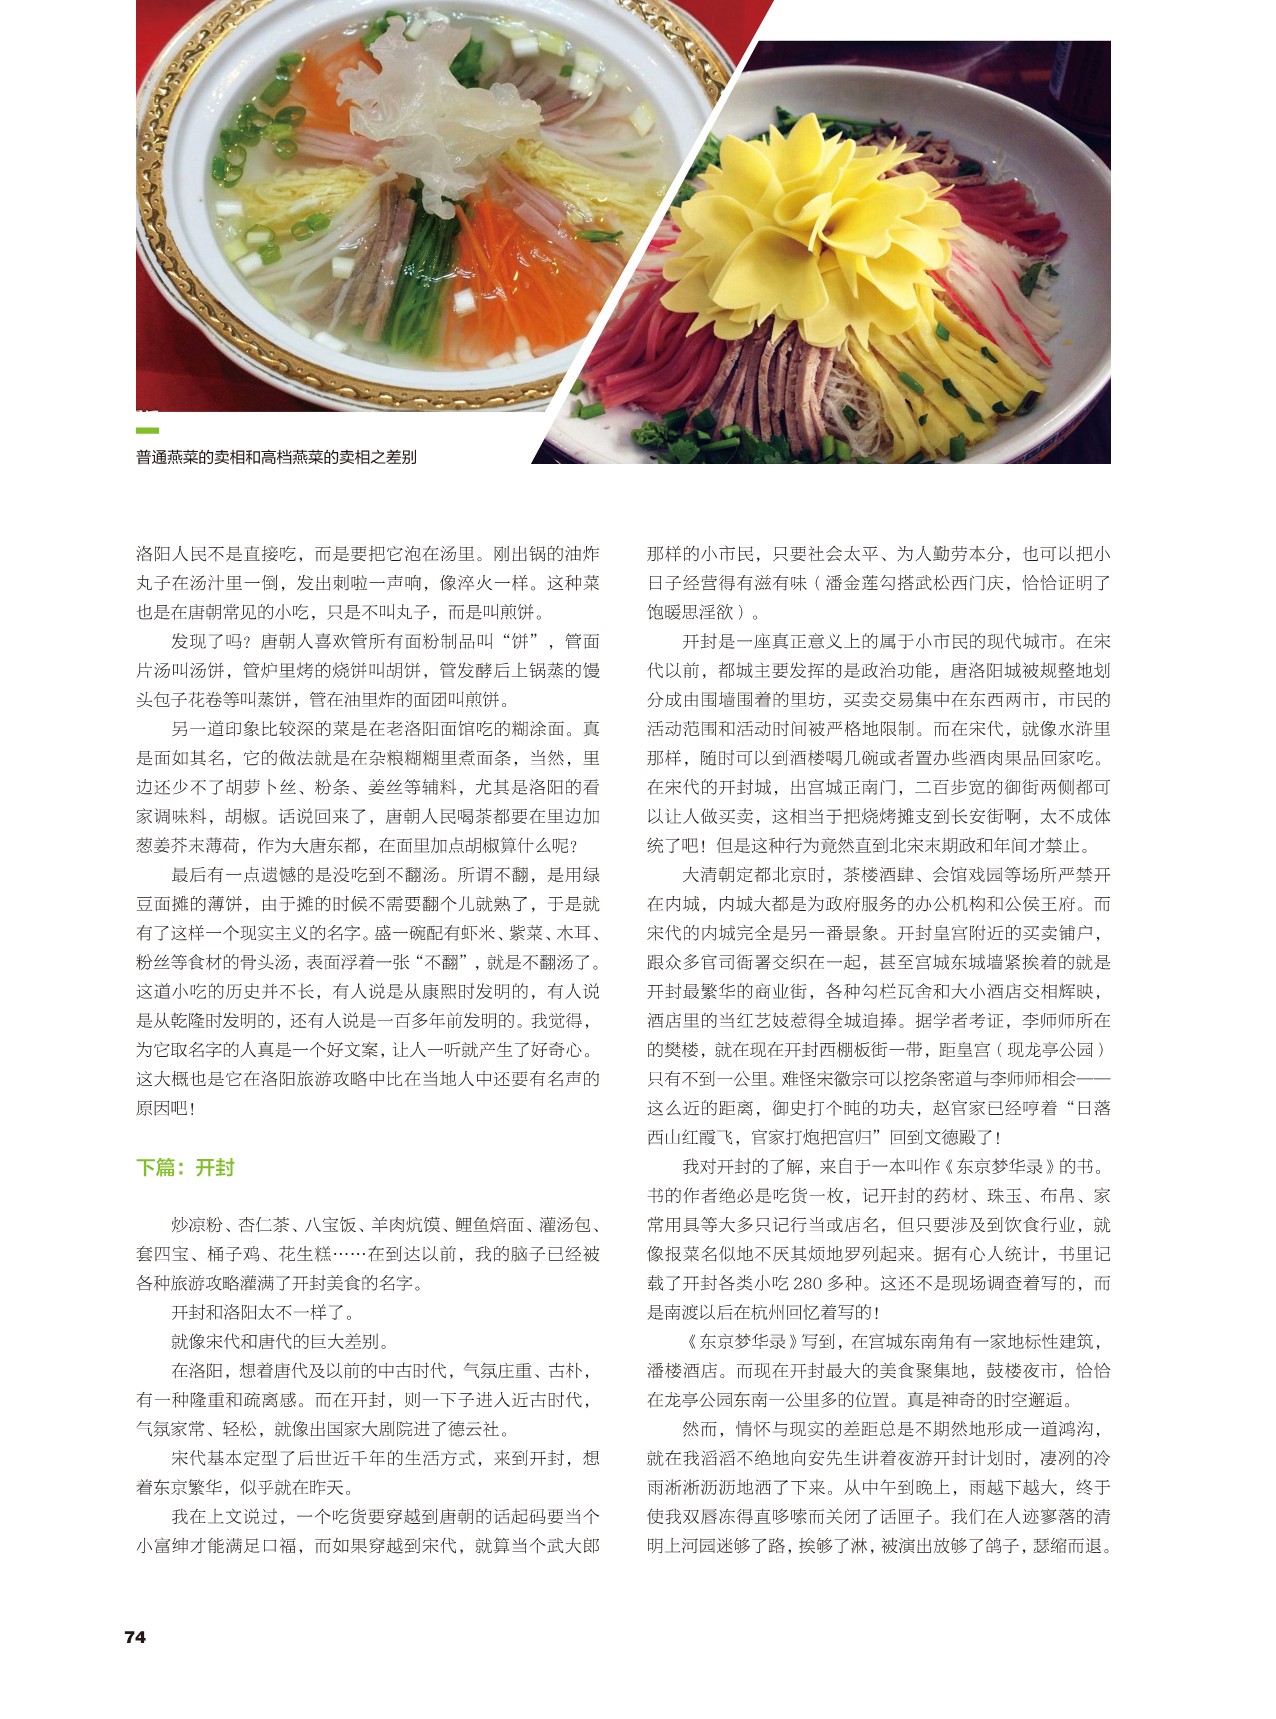 普通燕菜的卖相和高档燕菜的卖相之差别
洛阳人民不是直接吃，而是要把它泡在汤里。刚出锅的油炸
丸子在汤汁里一倒，发出刺啦一声响，像淬火一样。这种菜
也是在唐朝常见的小吃，只是不叫丸子，而是叫煎饼。
发现了吗？唐朝人喜欢管所有面粉制品叫“饼”，管面
片汤叫汤饼，管炉里烤的烧饼叫胡饼，管发酵后上锅蒸的馒
头包子花卷等叫蒸饼，管在油里炸的面团叫煎饼。
另一道印象比较深的菜是在老洛阳面馆吃的糊涂面。真
是面如其名，它的做法就是在杂粮糊糊里煮面条，当然，里
边还少不了胡萝卜丝、粉条、姜丝等辅料，尤其是洛阳的看
家调味料，胡椒。话说回来了，唐朝人民喝茶都要在里边加
葱姜芥末薄荷，作为大唐东都，在面里加点胡椒算什么呢？
最后有一点遗憾的是没吃到不翻汤。所谓不翻，是用绿
豆面摊的薄饼，由于摊的时候不需要翻个儿就熟了，于是就
有了这样一个现实主义的名字。盛一碗配有虾米、紫菜、木耳、
粉丝等食材的骨头汤，表面浮着一张“不翻”，就是不翻汤了。
这道小吃的历史并不长，有人说是从康熙时发明的，有人说
是从乾隆时发明的，还有人说是一百多年前发明的。我觉得，
为它取名字的人真是一个好文案，让人一听就产生了好奇心。
这大概也是它在洛阳旅游攻略中比在当地人中还要有名声的
原因吧！
下篇：开封
炒凉粉、杏仁茶、八宝饭、羊肉炕馍、鲤鱼焙面、灌汤包、
套四宝、桶子鸡、花生糕……在到达以前，我的脑子已经被
各种旅游攻略灌满了开封美食的名字。
开封和洛阳太不一样了。
就像宋代和唐代的巨大差别。
在洛阳，想着唐代及以前的中古时代，气氛庄重、古朴，
有一种隆重和疏离感。而在开封，则一下子进入近古时代，
气氛家常、轻松，就像出国家大剧院进了德云社。
宋代基本定型了后世近千年的生活方式，来到开封，想
着东京繁华，似乎就在昨天。
我在上文说过，一个吃货要穿越到唐朝的话起码要当个
小富绅才能满足口福，而如果穿越到宋代，就算当个武大郎
那样的小市民，只要社会太平、为人勤劳本分，也可以把小
日子经营得有滋有味（潘金莲勾搭武松西门庆，恰恰证明了
饱暖思淫欲）。
开封是一座真正意义上的属于小市民的现代城市。在宋
代以前，都城主要发挥的是政治功能，唐洛阳城被规整地划
分成由围墙围着的里坊，买卖交易集中在东西两市，市民的
活动范围和活动时间被严格地限制。而在宋代，就像水浒里
那样，随时可以到酒楼喝几碗或者置办些酒肉果品回家吃。
在宋代的开封城，出宫城正南门，二百步宽的御街两侧都可
以让人做买卖，这相当于把烧烤摊支到长安街啊，太不成体
统了吧！但是这种行为竟然直到北宋末期政和年间才禁止。
大清朝定都北京时，茶楼酒肆、会馆戏园等场所严禁开
在内城，内城大都是为政府服务的办公机构和公侯王府。而
宋代的内城完全是另一番景象。开封皇宫附近的买卖铺户，
跟众多官司衙署交织在一起，甚至宫城东城墙紧挨着的就是
开封最繁华的商业街，各种勾栏瓦舍和大小酒店交相辉映，
酒店里的当红艺妓惹得全城追捧。据学者考证，李师师所在
的樊楼，就在现在开封西棚板街一带，距皇宫（现龙亭公园）
只有不到一公里。难怪宋徽宗可以挖条密道与李师师相会——
这么近的距离，御史打个盹的功夫，赵官家已经哼着“日落
西山红霞飞，官家打炮把宫归”回到文德殿了！
我对开封的了解，来自于一本叫作《东京梦华录》的书。
书的作者绝必是吃货一枚，记开封的药材、珠玉、布帛、家
常用具等大多只记行当或店名，但只要涉及到饮食行业，就
像报菜名似地不厌其烦地罗列起来。据有心人统计，书里记
载了开封各类小吃 280 多种。这还不是现场调查着写的，而
是南渡以后在杭州回忆着写的！
《东京梦华录》写到，在宫城东南角有一家地标性建筑，
潘楼酒店。而现在开封最大的美食聚集地，鼓楼夜市，恰恰
在龙亭公园东南一公里多的位置。真是神奇的时空邂逅。
然而，情怀与现实的差距总是不期然地形成一道鸿沟，
就在我滔滔不绝地向安先生讲着夜游开封计划时，凄冽的冷
雨淅淅沥沥地洒了下来。从中午到晚上，雨越下越大，终于
使我双唇冻得直哆嗦而关闭了话匣子。我们在人迹寥落的清
明上河园迷够了路，挨够了淋，被演出放够了鸽子，瑟缩而退。
74